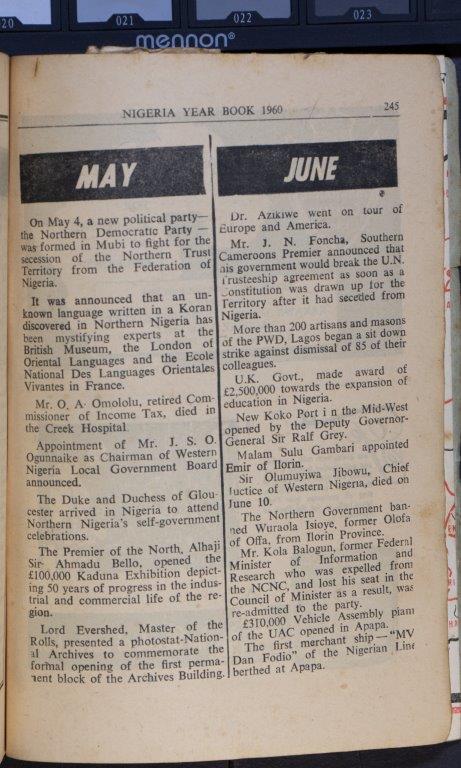 20
021
022
023
mennon®
NIGERIA YEAR BOOK 1960
245
MAY
On May 4, a new political party—
the Northern Democratic Party —
was formed in Mubi to fight for the
secession of the Northern Trust
Territory from the Federation of
Nigeria.
It was announced that an un-
known language written in a Koran
discovered in Northern Nigeria has
been mystifying experts at the
British Museum, the London of
Oriental Languages and the Ecole
National Des Languages Orientales
Vivantes in France.
Mr. O. A. Omololu, retired Com-
missioner of Income Tax, died in
the Creek Hospital
Appointment of Mr. J. S. O.
Ogunnaike as Chairman of Western
Nigeria Local Government Board
announced.
The Duke and Duchess of Glou-
cester arrived in Nigeria to attend
Northern Nigeria's self-government
celebrations.
The Premier of the North, Alhaji
Sir Ahmadu Bello, opened the
£100,000 Kaduna Exhibition depict-
ing 50 years of progress in the indus-
trial and commercial life of the re-
gion.
Lord Evershed, Master of the
Rolls, presented a photostat-Nation-
al Archives to commemorate the
formal opening of the first perma-
nent block of the Archives Building.
JUNE
Dr. Azikiwe went on tour of
Europe and America.
Mr. J. N. Foncha, Southern
Cameroons Premier announced that
his government would break the U.N.
Trusteeship agreement as soon as a
Constitution was drawn up for the
Territory after it had seceded from
Nigeria.
More than 200 artisans and masons
of the PWD, Lagos began a sit down
strike against dismissal of 85 of their
colleagues.
U.K. Govt., made award of
£2,500,000 towards the expansion of
education in Nigeria.
New Koko Port i n the Mid-West
opened by the Deputy Governor-
General Sir Ralf Grey.
Malam Sulu Gambari appointed
Emir of Ilorin.
Sir Olumuyiwa Jibowu, Chief
Juctice of Western Nigeria, died on
June 10.
The Northern Government ban-
ned Wuraola Isioye, former Olofa
of Offa, from Ilorin Province.
Mr. Kola Balogun, former Federal
Minister of Information and
Research who was expelled from
the NCNC, and lost his seat in the
Council of Minister as a result, was
re-admitted to the party.
£310,000 Vehicle Assembly plant
of the UAC opened in Apapa.
The first merchant ship — "MV
Dan Fodio" of the Nigerian Line
berthed at Apapa.